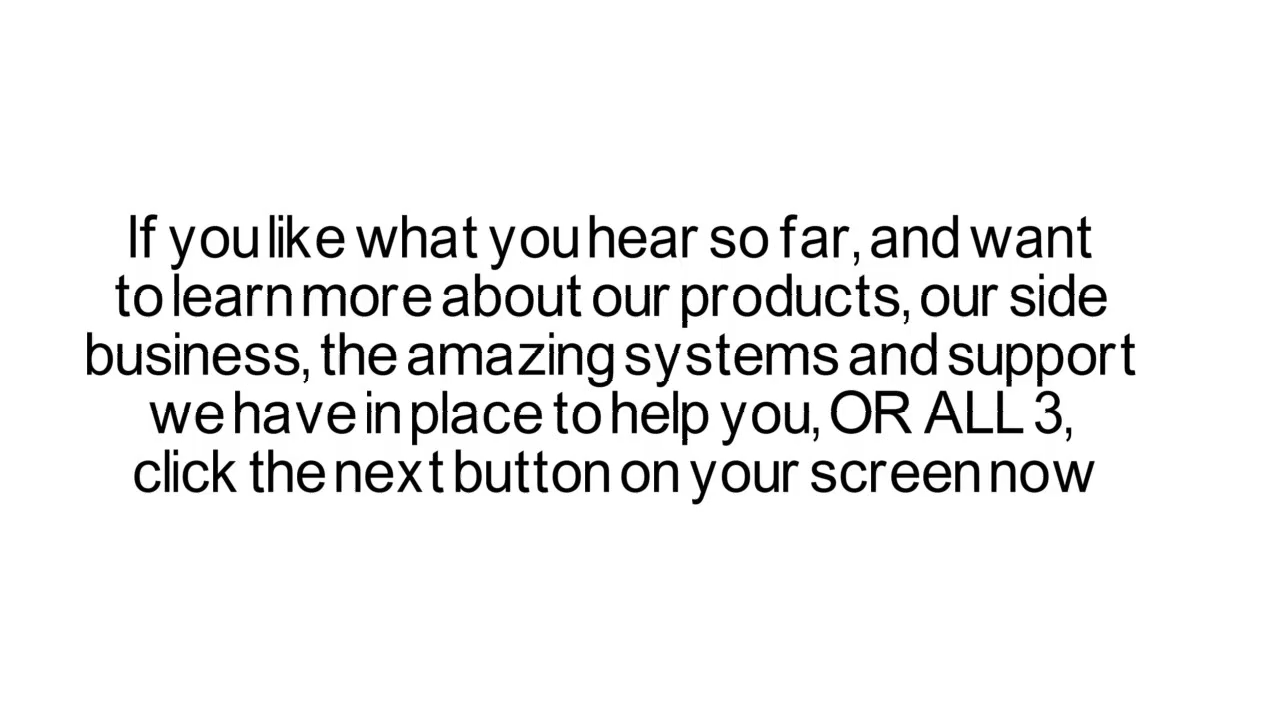 If you like what you hear so far, and want
to learn more about our products, our side
business, the amazing systems and support
we have in place to help you, OR ALL 3,
click the next button on your screen now